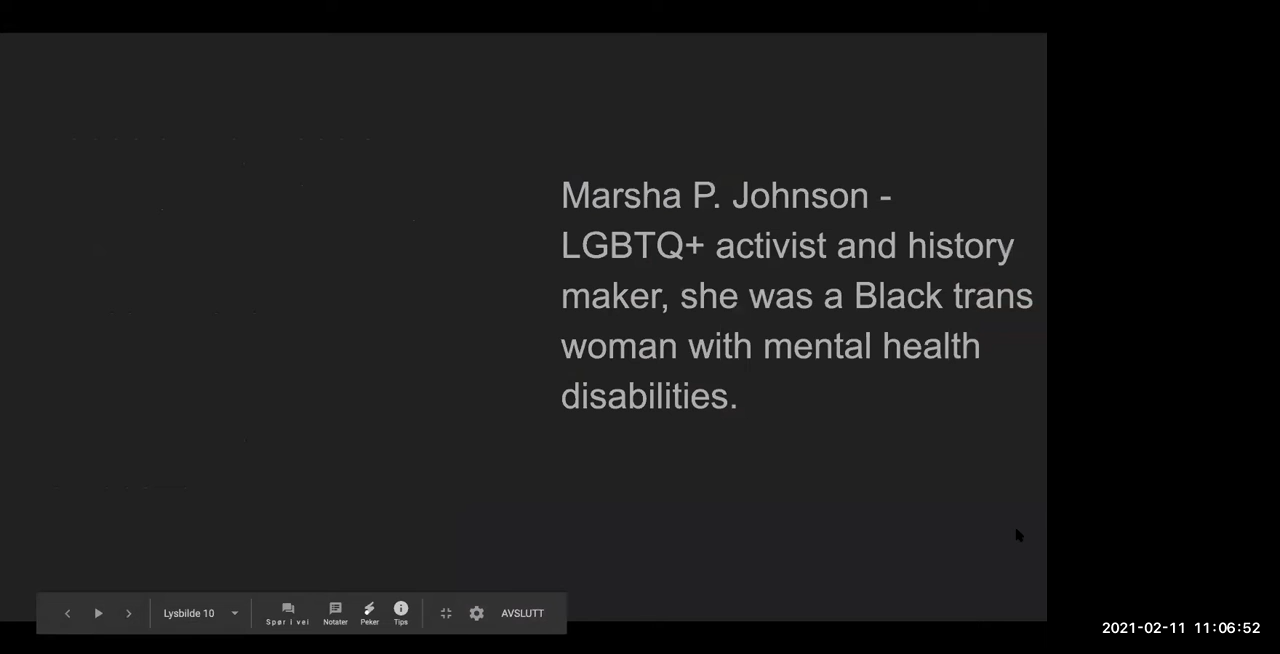 Marsha P. Johnson -
LGBTQ+ activist and history
maker, she was a Black trans
woman with mental health
disabilities.
Lysbilde 10
Spør i vei
Notater
Peker
Tips
AVSLUTT
2021-02-11 11:06:52